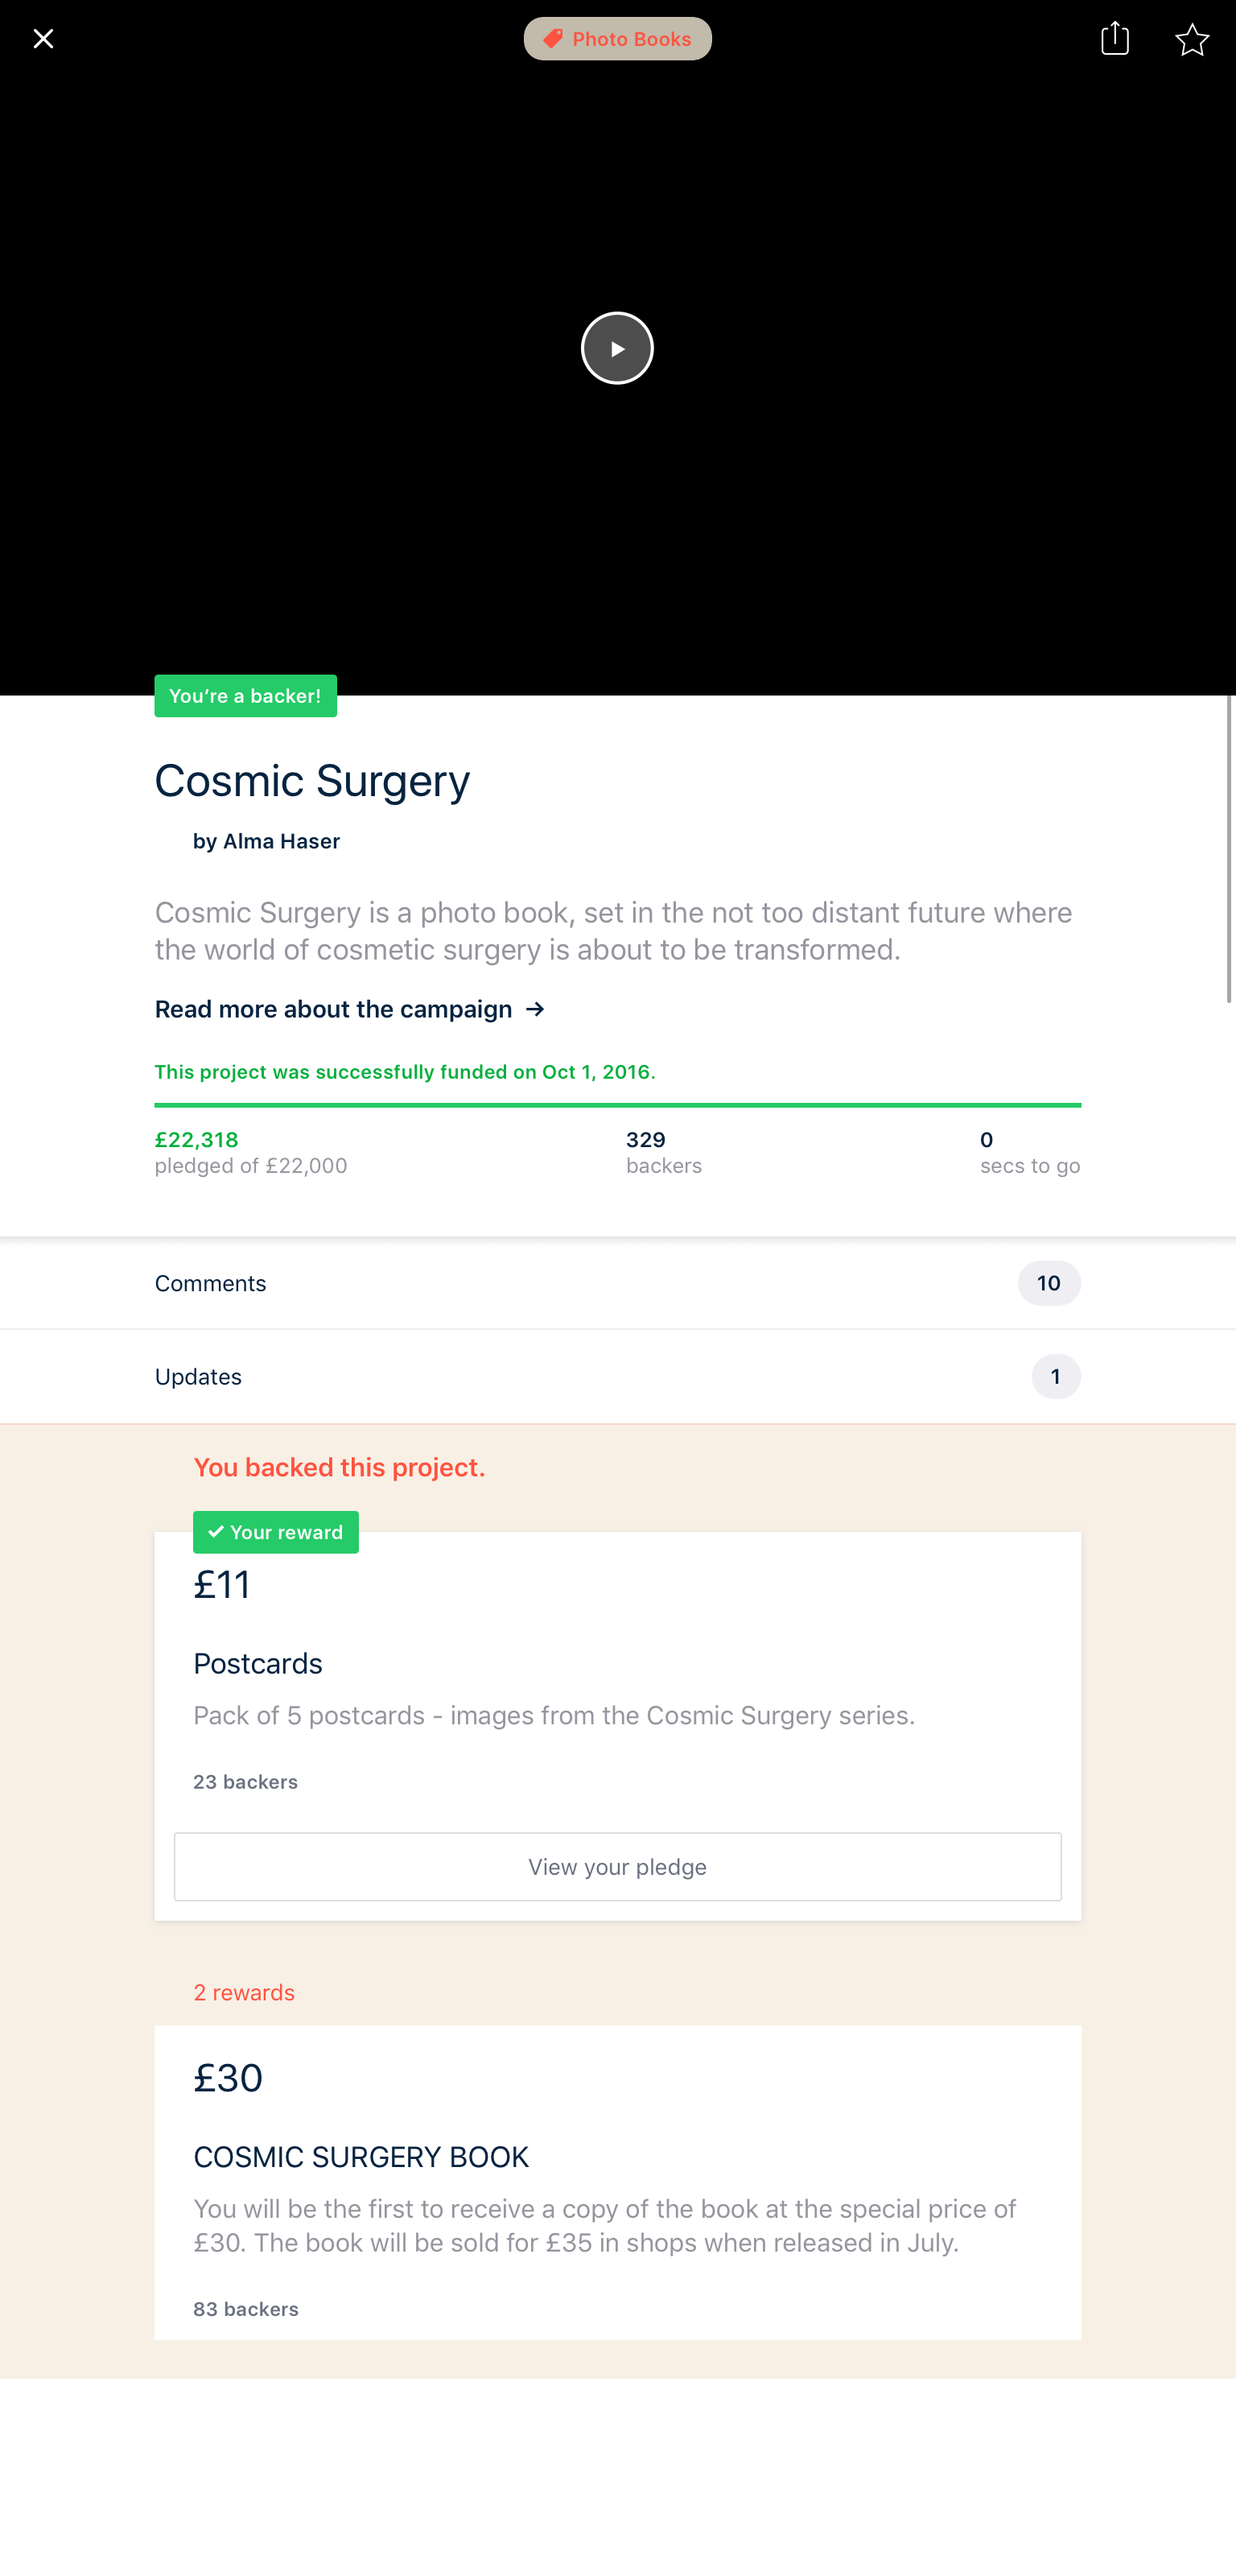 Photo Books
You’re a backer!
Cosmic Surgery
by Alma Haser
Cosmic Surgery is a photo book, set in the not too distant future where
the world of cosmetic surgery is about to be transformed.
Read more about the campaign →
This project was successfully funded on Oct 1, 2016.
£22,318
pledged of £22,000
329
backers
0
secs to go
Comments
10
Updates
1
You backed this project.
✓ Your reward
£11
Postcards
Pack of 5 postcards - images from the Cosmic Surgery series.
23 backers
View your pledge
2 rewards
£30
COSMIC SURGERY BOOK
You will be the first to receive a copy of the book at the special price of
£30. The book will be sold for £35 in shops when released in July.
83 backers